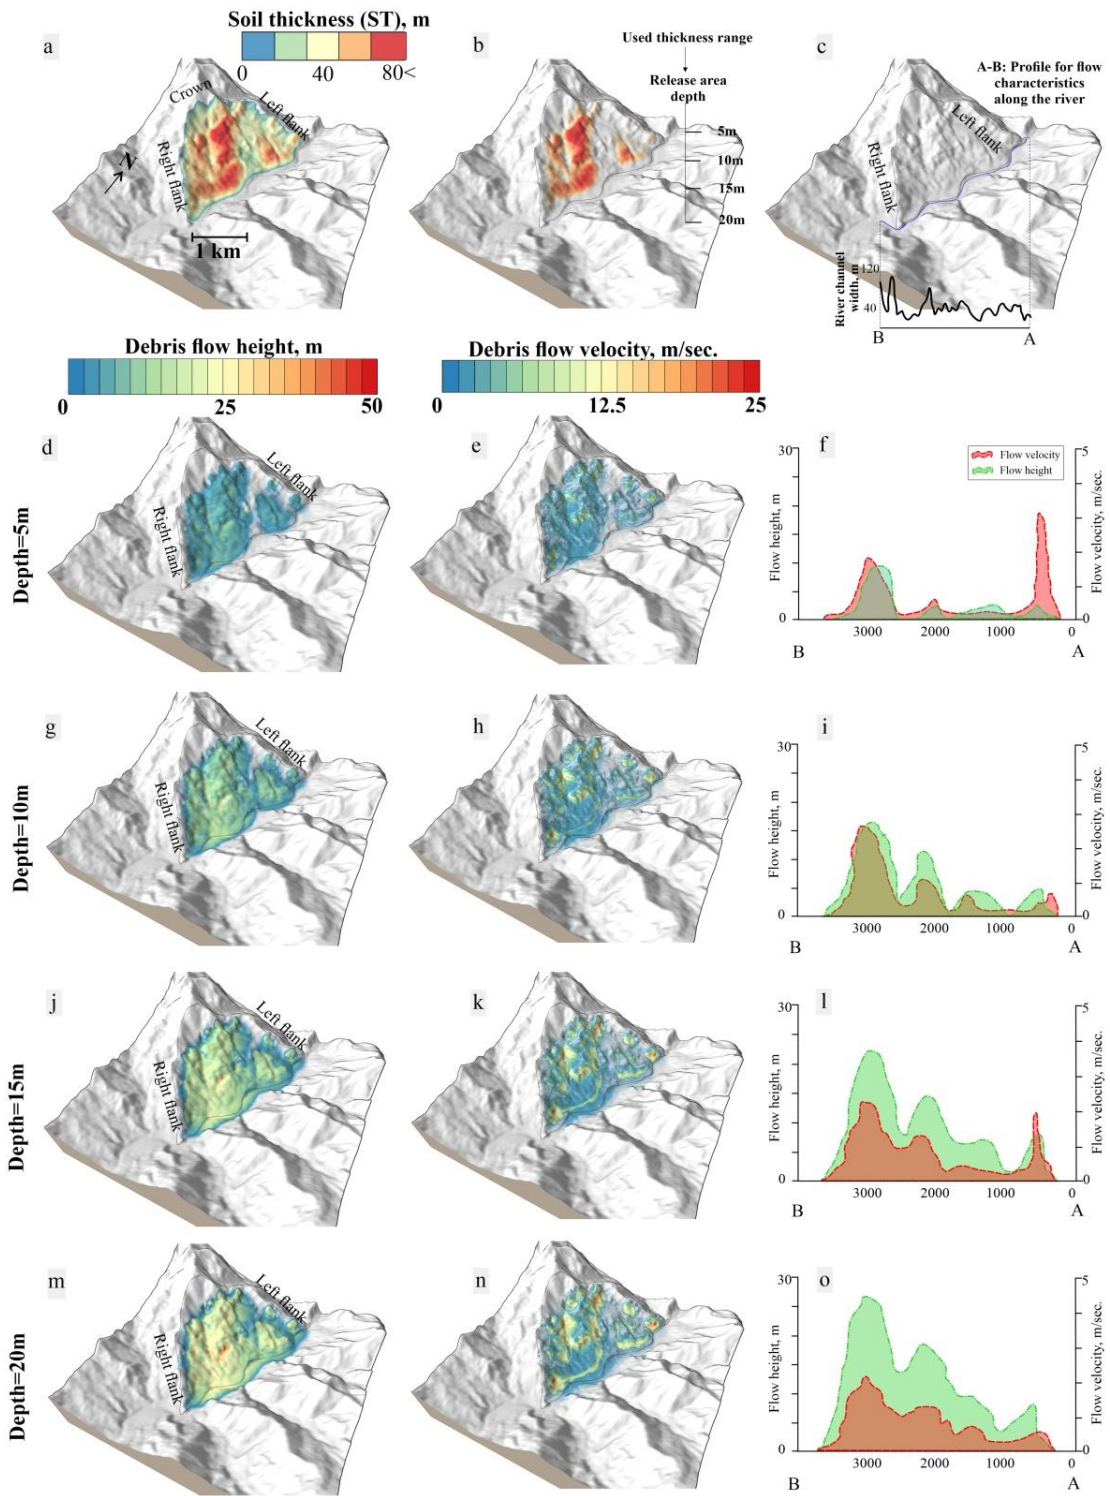 a
Soil thickness (ST), m
0
40
80<
Crown
Left flank
Right flank
N
1 km
b
Used thickness range
Release area
depth
5m
10m
15m
20m
c
A-B: Profile for flow
characteristics
along the river
Left flank
Right flank
River channel
width, m
120
40
B
A
Debris flow height, m
0
25
50
Debris flow velocity, m/sec.
0
12.5
25
Depth=5m
d
Left flank
Right flank
e
f
Flow velocity
Flow height
30
0
Flow height, m
5
0
Flow velocity, m/sec.
3000
2000
1000
0
B
A
Depth=10m
g
Left flank
Right flank
h
i
30
0
Flow height, m
5
0
Flow velocity, m/sec.
3000
2000
1000
0
B
A
Depth=15m
j
Left flank
Right flank
k
l
30
0
Flow height, m
5
0
Flow velocity, m/sec.
3000
2000
1000
0
B
A
Depth=20m
m
Left flank
Right flank
n
o
30
0
Flow height, m
5
0
Flow velocity, m/sec.
3000
2000
1000
0
B
A